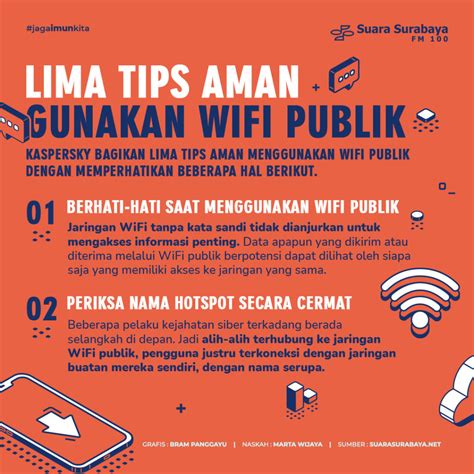 #jagaimunkita
Suara Surabaya
FM 100
LIMA TIPS AMAN
GUNAKAN WIFI PUBLIK
KASPERSKY BAGIKAN LIMA TIPS AMAN MENGGUNAKAN WIFI PUBLIK
DENGAN MEMPERHATIKAN BEBERAPA HAL BERIKUT.
01 BERHATI-HATI SAAT MENGGUNAKAN WIFI PUBLIK
Jaringan WiFi tanpa kata sandi tidak dianjurkan untuk
mengakses informasi penting. Data apapun yang dikirim atau
diterima melalui WiFi publik berpotensi dapat dilihat oleh siapa
saja yang memiliki akses ke jaringan yang sama.
02 PERIKSA NAMA HOTSPOT SECARA CERMAT
Beberapa pelaku kejahatan siber terkadang berada
selangkah di depan. Jadi alih-alih terhubung ke jaringan
WiFi publik, pengguna justru terkoneksi dengan jaringan
buatan mereka sendiri, dengan nama serupa.
GRAFIS : BRAM PANGGAYU | NASKAH : MARTA WIJAYA | SUMBER : SUARASURABAYA.NET